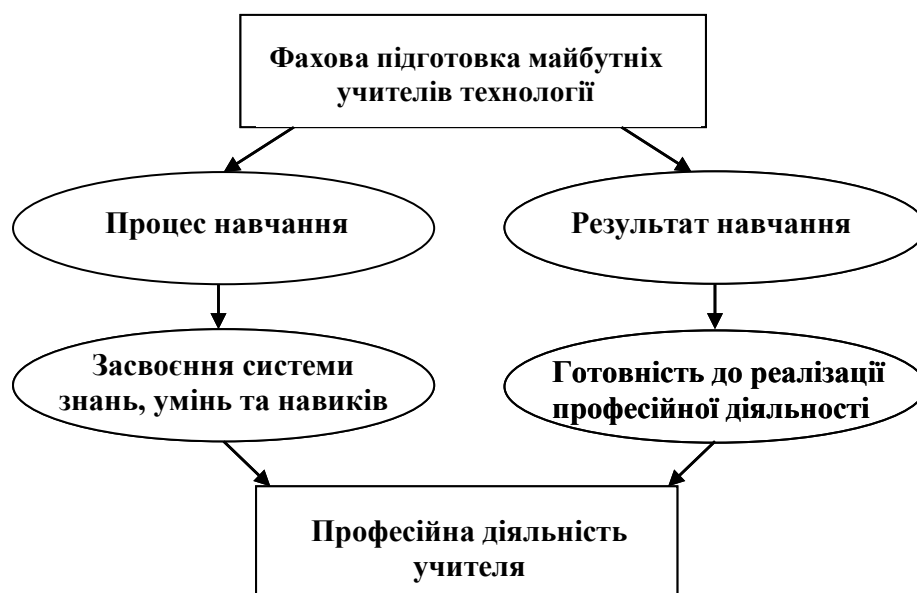 Фахова підготовка майбутніх
учителів технології
Процес навчання
Результат навчання
Засвоєння системи
знань, умінь та навиків
Готовність до реалізації
професійної діяльності
Професійна діяльність
учителя